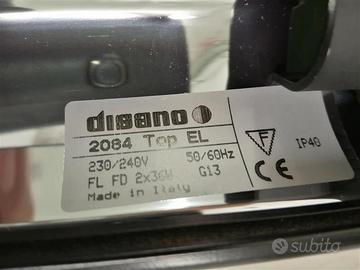 disano
2084 Top EL
230/240V 50/60Hz
FL FD 2x36W G13
Made in Italy
F
IP40
CE
subito